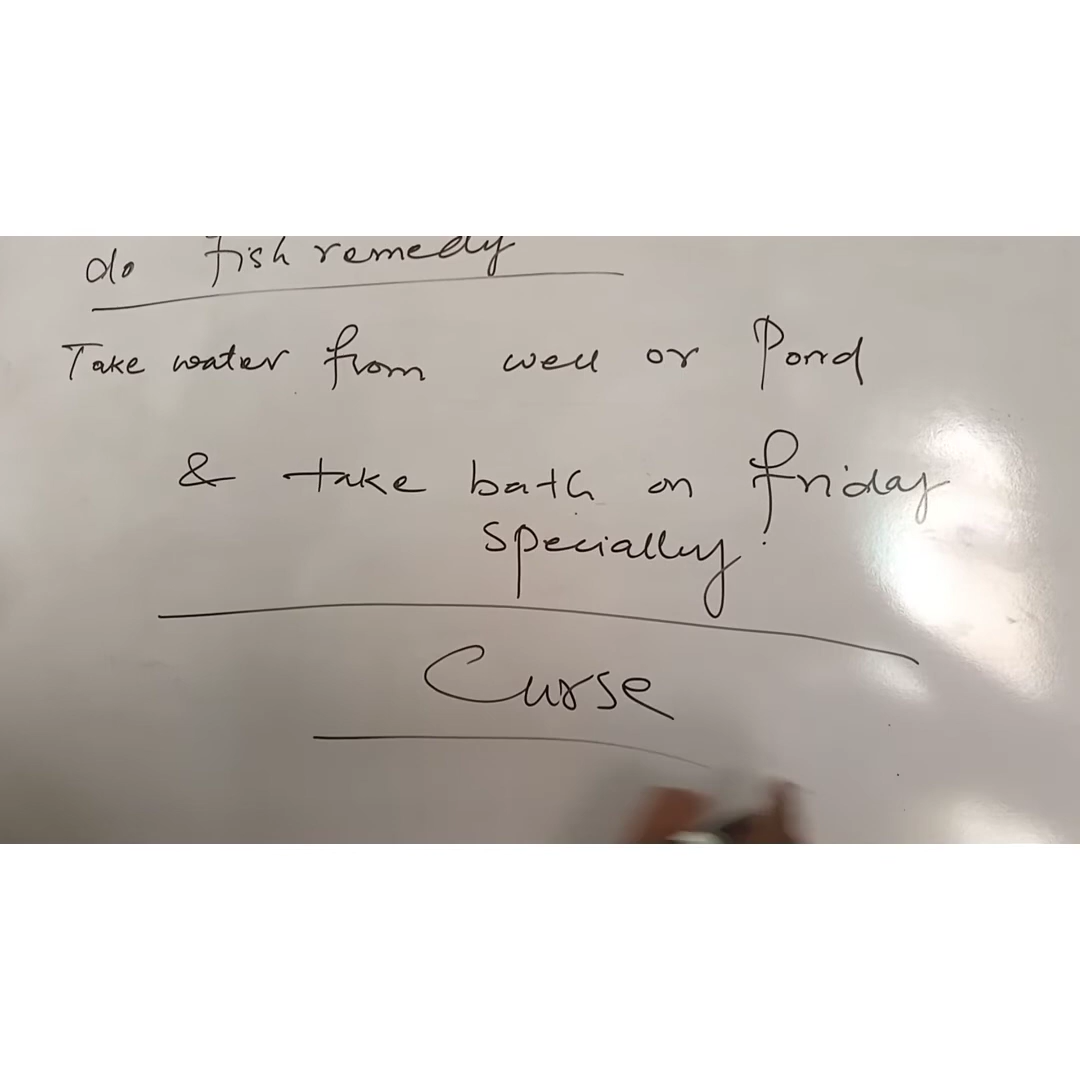 do fish remedy
Take water from well or Pond
& take bath on friday
specially
Curse